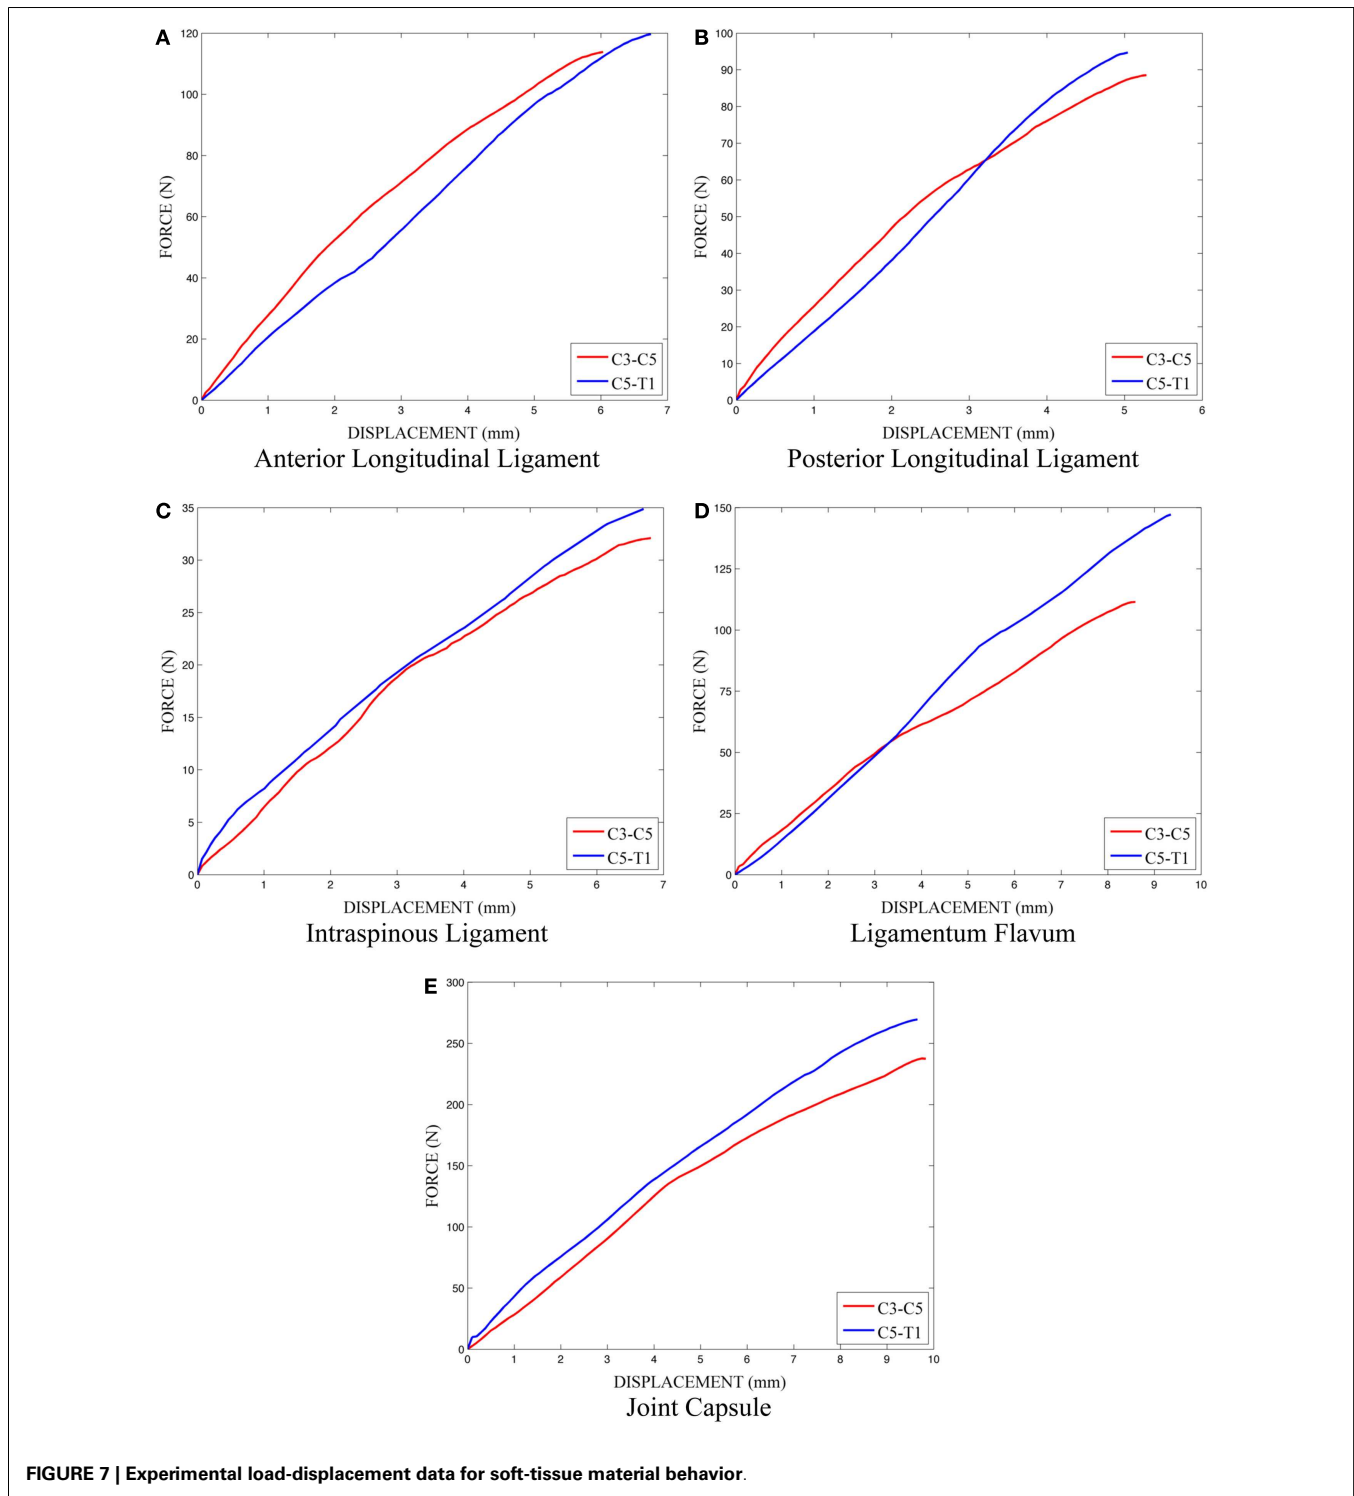 A
120
100
80
60
40
20
0
FORCE (N)
0 1 2 3 4 5 6 7
DISPLACEMENT (mm)
C3-C5
C5-T1
Anterior Longitudinal Ligament
B
100
90
80
70
60
50
40
30
20
10
0
FORCE (N)
0 1 2 3 4 5 6
DISPLACEMENT (mm)
C3-C5
C5-T1
Posterior Longitudinal Ligament
C
35
30
25
20
15
10
5
0
FORCE (N)
0 1 2 3 4 5 6 7
DISPLACEMENT (mm)
C3-C5
C5-T1
Intraspinous Ligament
D
150
125
100
75
50
25
0
FORCE (N)
0 1 2 3 4 5 6 7 8 9 10
DISPLACEMENT (mm)
C3-C5
C5-T1
Ligamentum Flavum
E
300
250
200
150
100
50
0
FORCE (N)
0 1 2 3 4 5 6 7 8 9 10
DISPLACEMENT (mm)
C3-C5
C5-T1
Joint Capsule
FIGURE 7 | Experimental load-displacement data for soft-tissue material behavior.